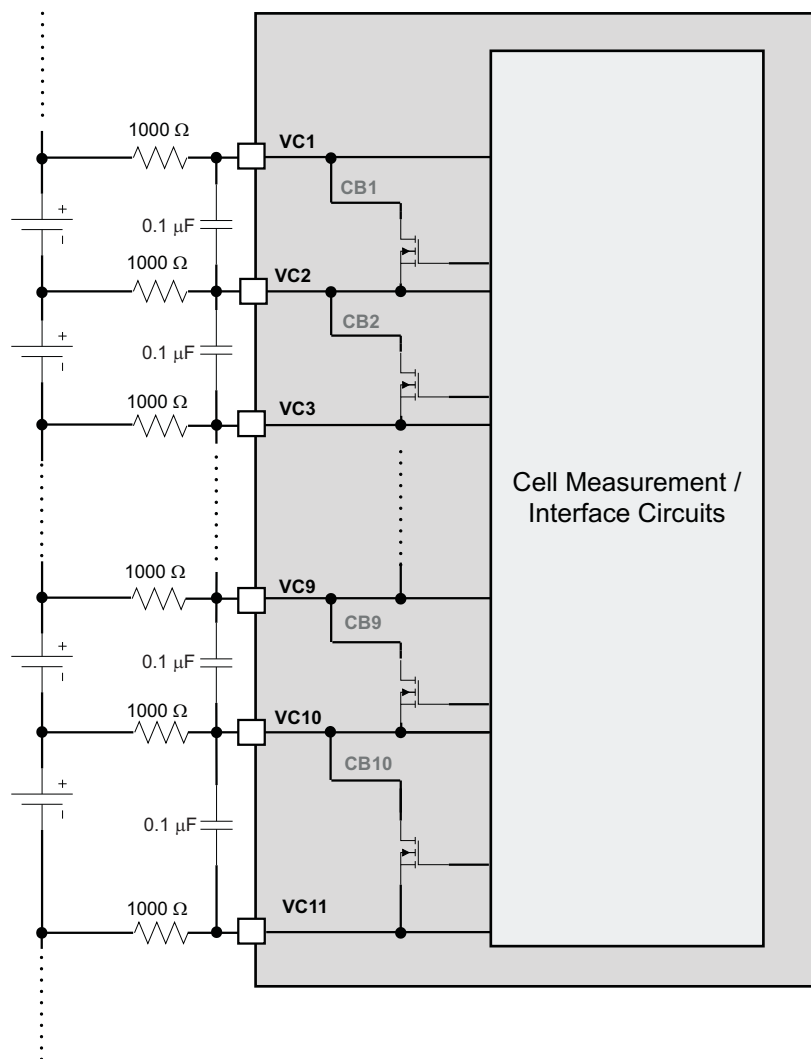 1000 Ω
VC1
CB1
+
-
0.1 μF
1000 Ω
VC2
CB2
+
-
0.1 μF
1000 Ω
VC3
Cell Measurement /
Interface Circuits
1000 Ω
VC9
CB9
+
-
0.1 μF
1000 Ω
VC10
CB10
+
-
0.1 μF
1000 Ω
VC11